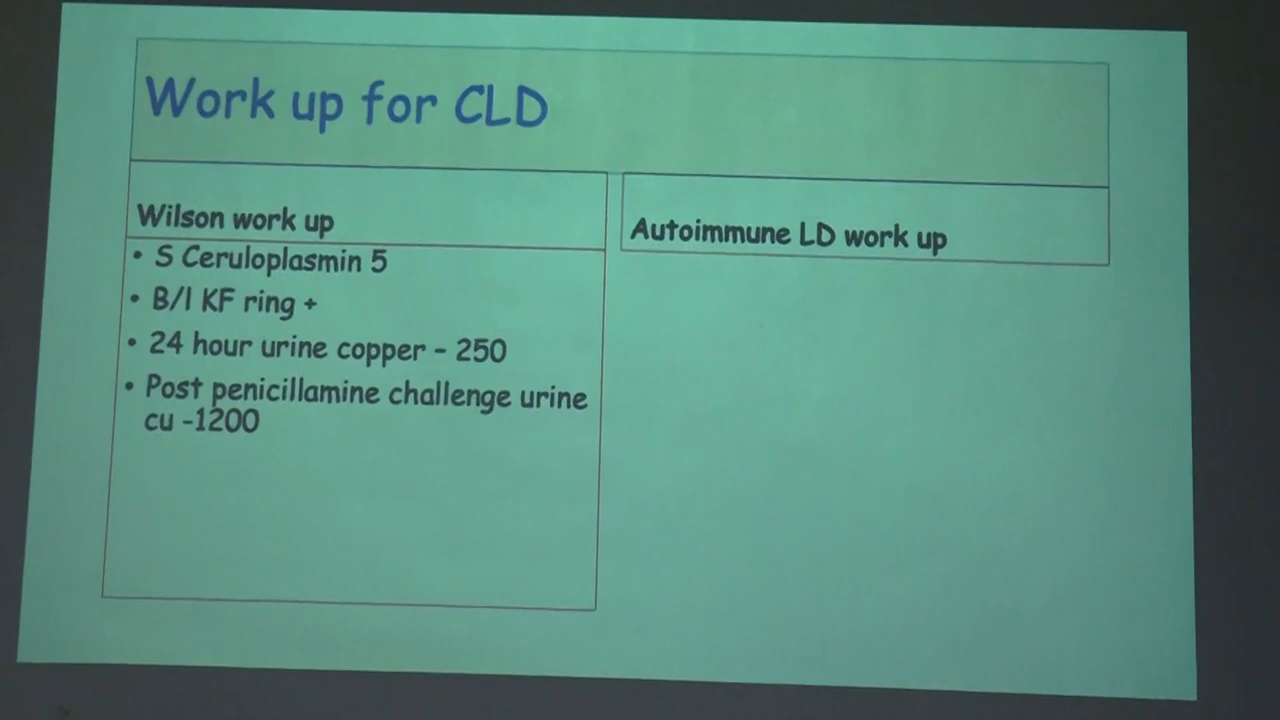 Work up for CLD
Wilson work up
• S Ceruloplasmin 5
• B/l KF ring +
• 24 hour urine copper - 250
• Post penicillamine challenge urine
cu -1200
Autoimmune LD work up